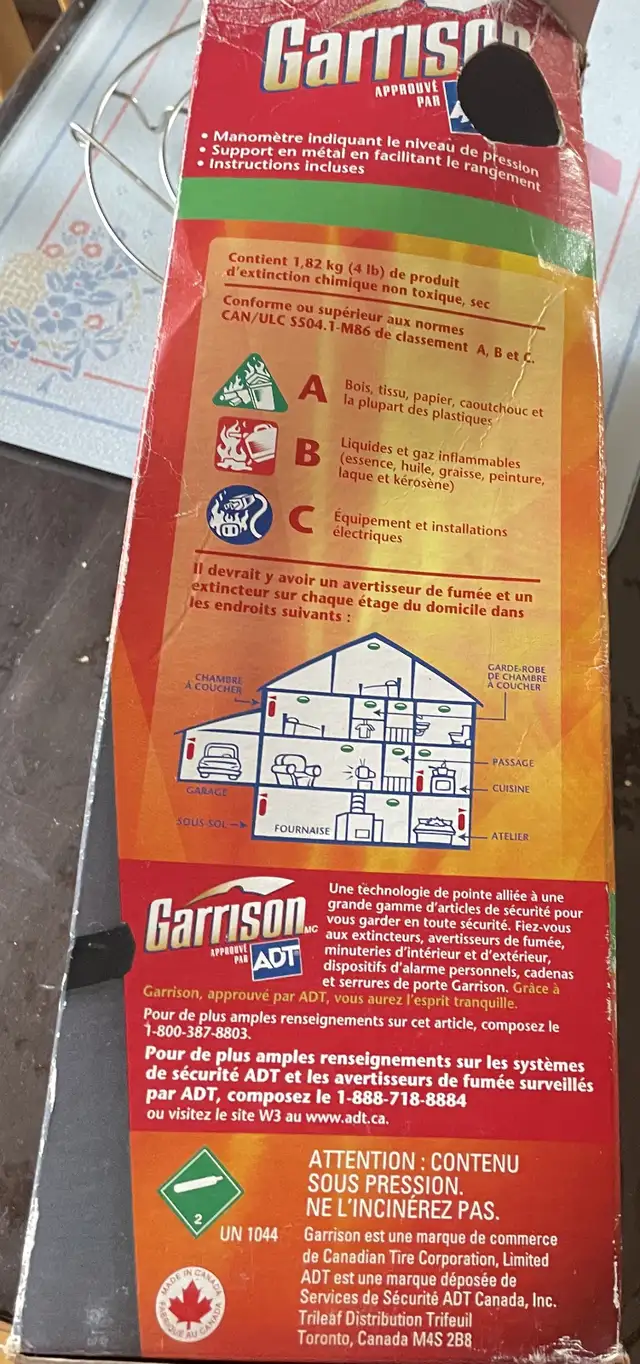 Garrison
APPROUVÉ
PAR
• Manomètre indiquant le niveau de pression
• Support en métal en facilitant le rangement
• Instructions incluses
Contient 1,82 kg (4 lb) de produit
d'extinction chimique non toxique, sec
Conforme ou supérieur aux normes
CAN/ULC S504.1-M86 de classement A, B et C.
A Bois, tissu, papier, caoutchouc et
la plupart des plastiques
B Liquides et gaz inflammables
(essence, huile, graisse, peinture,
laque et kérosène)
C Équipement et installations
électriques
Il devrait y avoir un avertisseur de fumée et un
extincteur sur chaque étage du domicile dans
les endroits suivants :
CHAMBRE
À COUCHER
GARDE-ROBE
DE CHAMBRE
À COUCHER
PASSAGE
CUISINE
GARAGE
SOUS-SOL
FOURNAISE
ATELIER
Garrison MC
APPROUVÉ
PAR
ADT
Une technologie de pointe alliée à une
grande gamme d'articles de sécurité pour
vous garder en toute sécurité. Fiez-vous
aux extincteurs, avertisseurs de fumée,
minuteries d'intérieur et d'extérieur,
dispositifs d'alarme personnels, cadenas
et serrures de porte Garrison. Grâce à
Garrison, approuvé par ADT, vous aurez l'esprit tranquille.
Pour de plus amples renseignements sur cet article, composez le
1-800-387-8803.
Pour de plus amples renseignements sur les systèmes
de sécurité ADT et les avertisseurs de fumée surveillés
par ADT, composez le 1-888-718-8884
ou visitez le site W3 au www.adt.ca.
2
UN 1044
ATTENTION : CONTENU
SOUS PRESSION.
NE L'INCINÉREZ PAS.
Garrison est une marque de commerce
de Canadian Tire Corporation, Limited
ADT est une marque déposée de
Services de Sécurité ADT Canada, Inc.
Trileaf Distribution Trifeuil
Toronto, Canada M4S 2B8
MADE IN CANADA
FABRIQUÉ AU CANADA